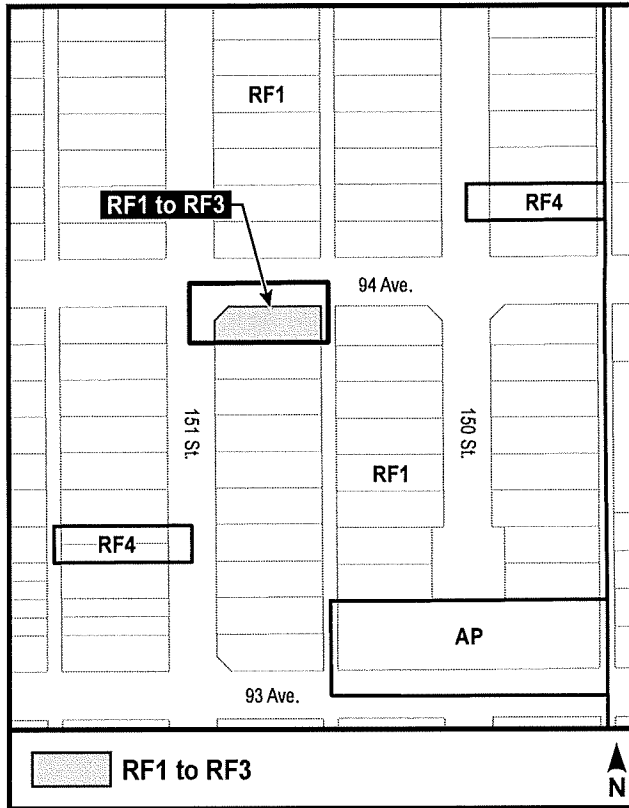 RF1
RF1 to RF3
RF4
94 Ave.
151 St.
150 St.
RF1
RF4
AP
93 Ave.
RF1 to RF3
N